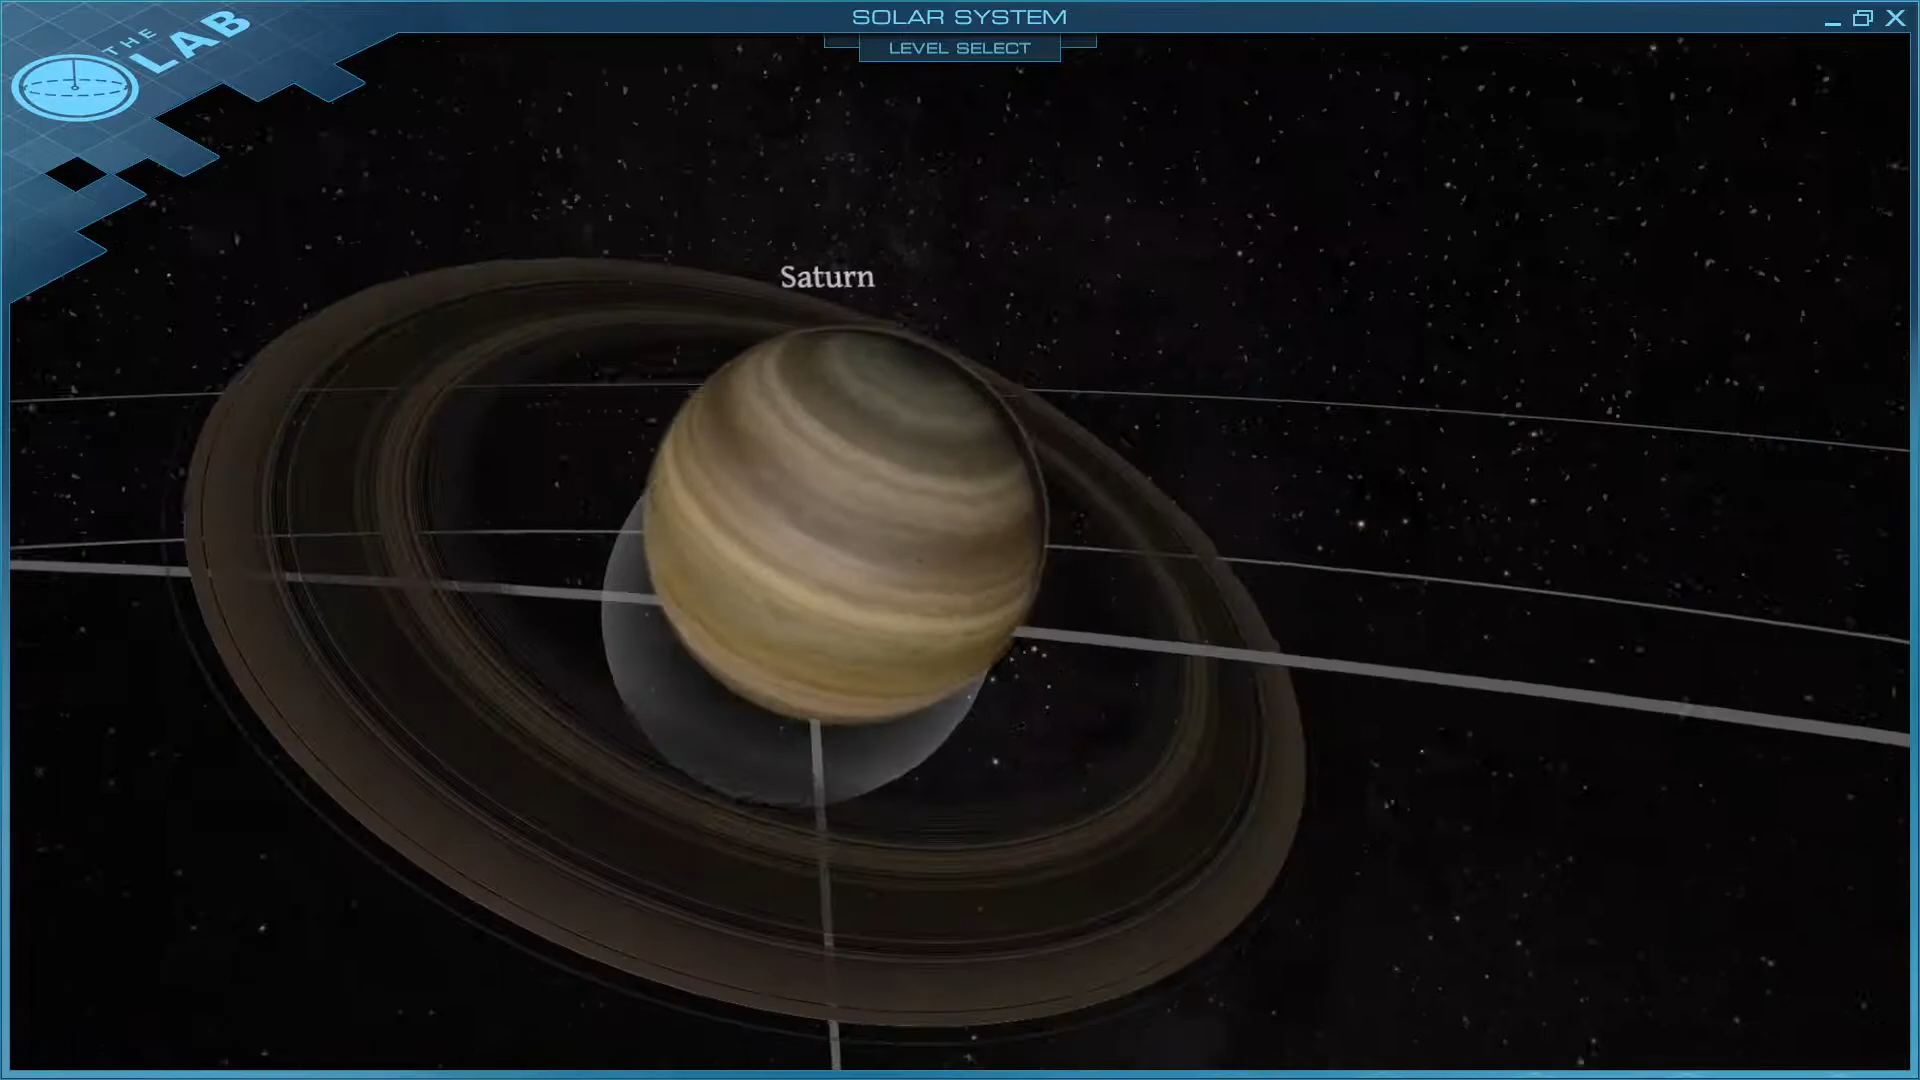 SOLAR SYSTEM
LEVEL SELECT
THE
LAB
Saturn